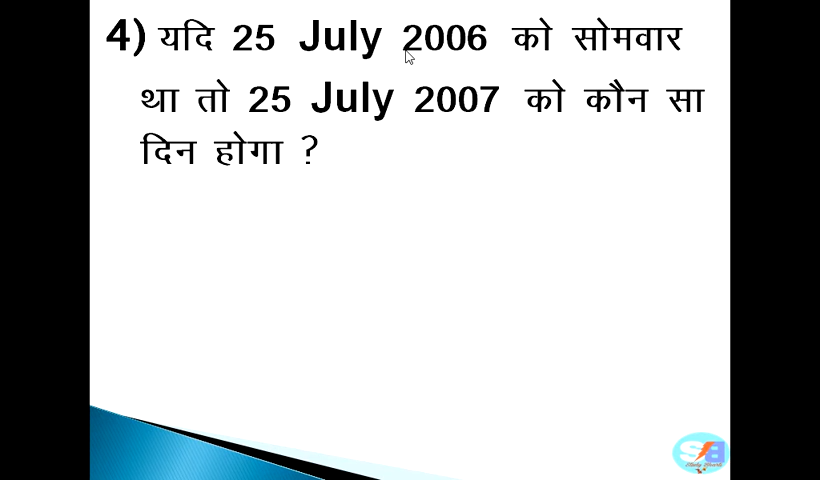 4) यदि 25 July 2006 को सोमवार
था तो 25 July 2007 को कौन सा
दिन होगा ?